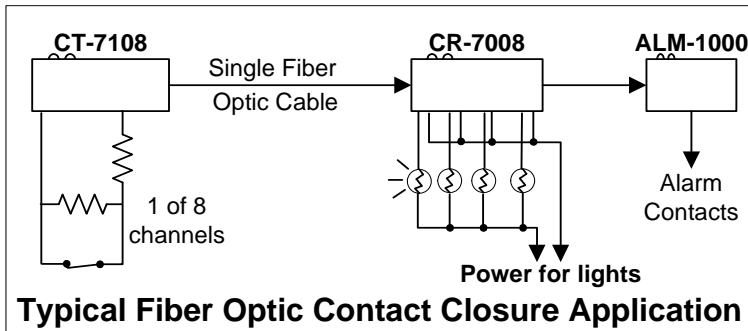 CT-7108
CR-7008
ALM-1000
Single Fiber
Optic Cable
1 of 8
channels
Alarm
Contacts
Power for lights
Typical Fiber Optic Contact Closure Application